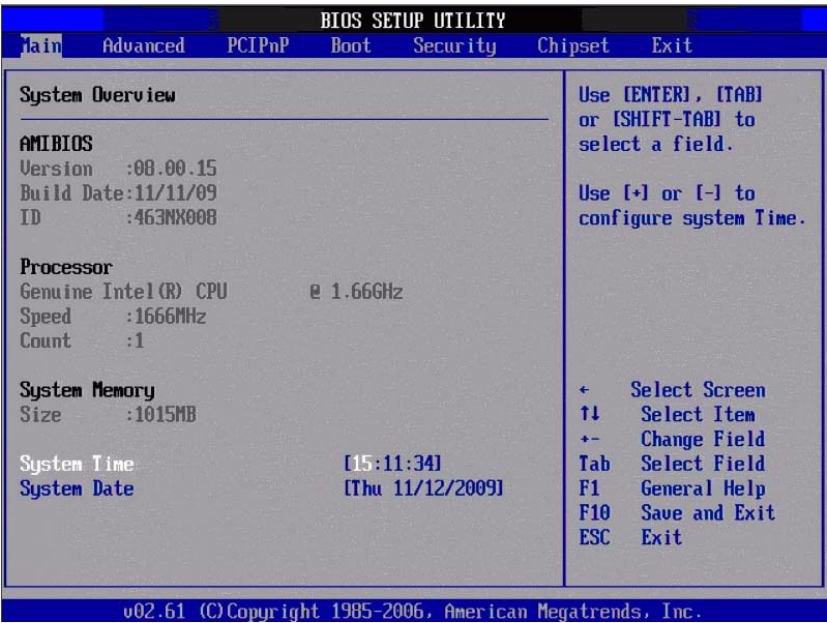 BIOS SETUP UTILITY
Main Advanced PCIPnP Boot Security Chipset Exit
System Overview
AMIBIOS
Version :08.00.15
Build Date:11/11/09
ID :463NX008
Processor
Genuine Intel(R) CPU @ 1.66GHz
Speed :1666MHz
Count :1
System Memory
Size :1015MB
System Time [15:11:34]
System Date [Thu 11/12/2009]
Use [ENTER], [TAB]
or [SHIFT-TAB] to
select a field.
Use [+] or [-] to
configure system Time.
← Select Screen
↑↓ Select Item
+- Change Field
Tab Select Field
F1 General Help
F10 Save and Exit
ESC Exit
v02.61 (C)Copyright 1985-2006, American Megatrends, Inc.